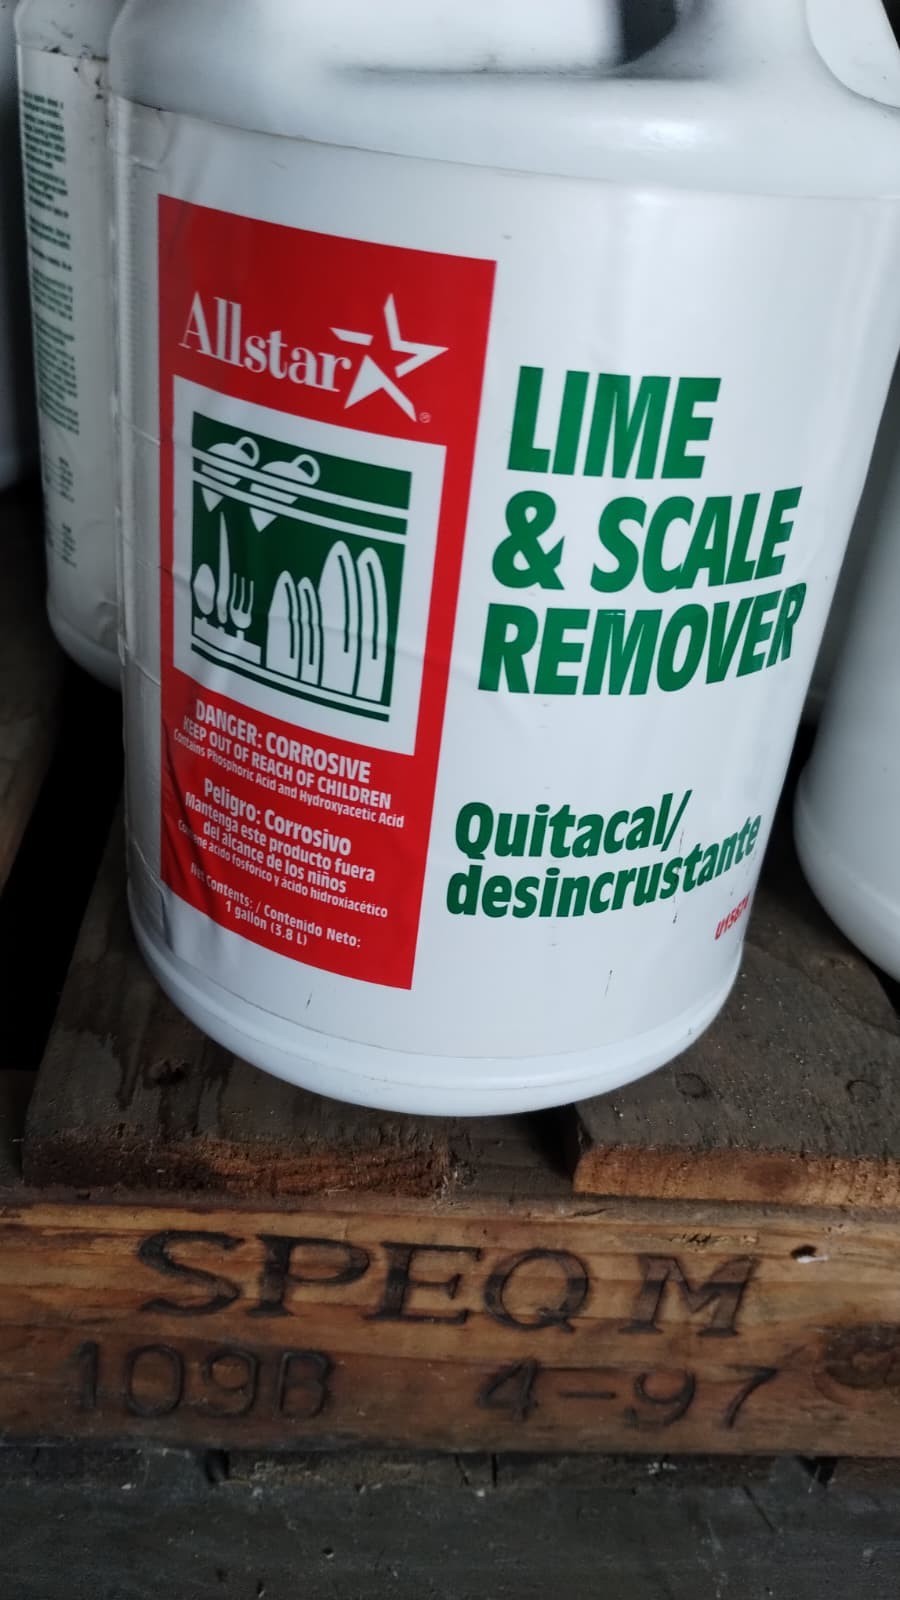 Allstar®
LIME
& SCALE
REMOVER
DANGER: CORROSIVE
KEEP OUT OF REACH OF CHILDREN
Contains Phosphoric Acid and Hydroxyacetic Acid
Peligro: Corrosivo
Mantenga este producto fuera
del alcance de los niños
Contiene ácido fosfórico y ácido hidroxiacético
Net Contents: / Contenido Neto:
1 gallon (3.8 L)
Quitacal/
desincrustante
SPEQM
109B 4-97